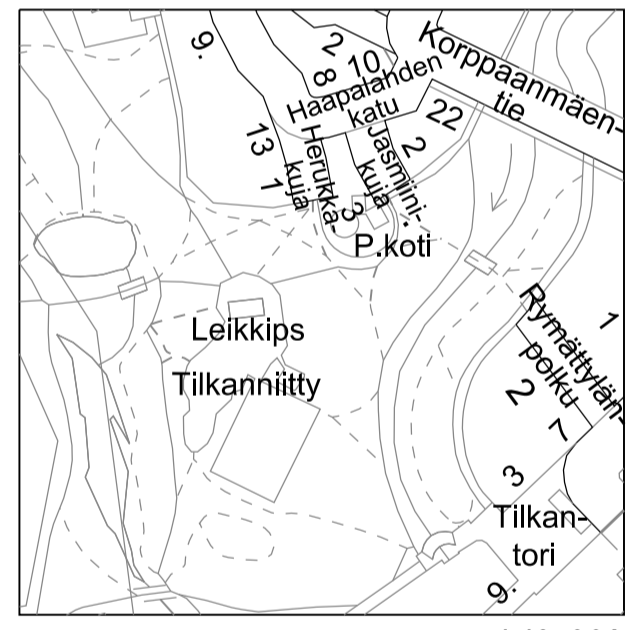 9.
2
8
10
Korppaanmäen-
tie
Haapalahden
katu
22
13
1
Herukka-
kuja
Jasmiini-
kuja
2
3
P.koti
Leikkips
Tilkanniitty
Rymättylän-
polku
1
2
7
3
Tilkan-
tori
9.